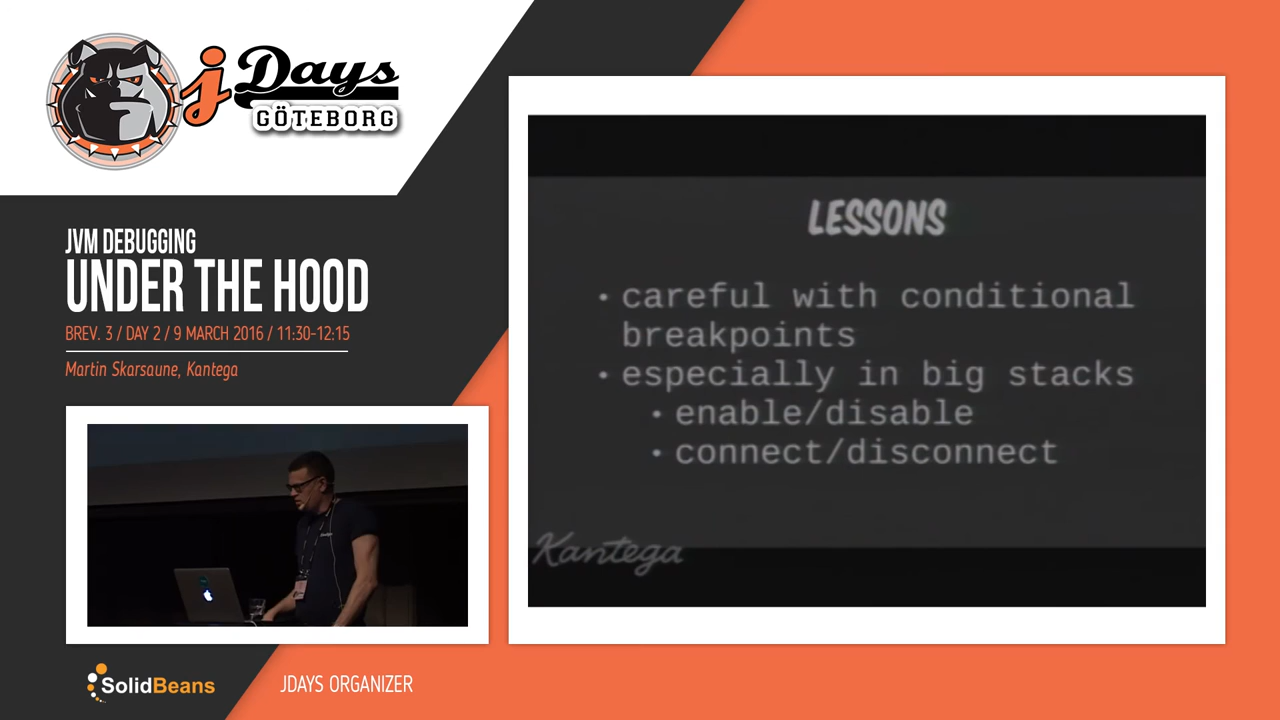 jDays
GÖTEBORG
JVM DEBUGGING
UNDER THE HOOD
BREV. 3 / DAY 2 / 9 MARCH 2016 / 11:30-12:15
Martin Skarsaune, Kantega
LESSONS
• careful with conditional
breakpoints
• especially in big stacks
• enable/disable
• connect/disconnect
Kantega
SolidBeans
JDAYS ORGANIZER